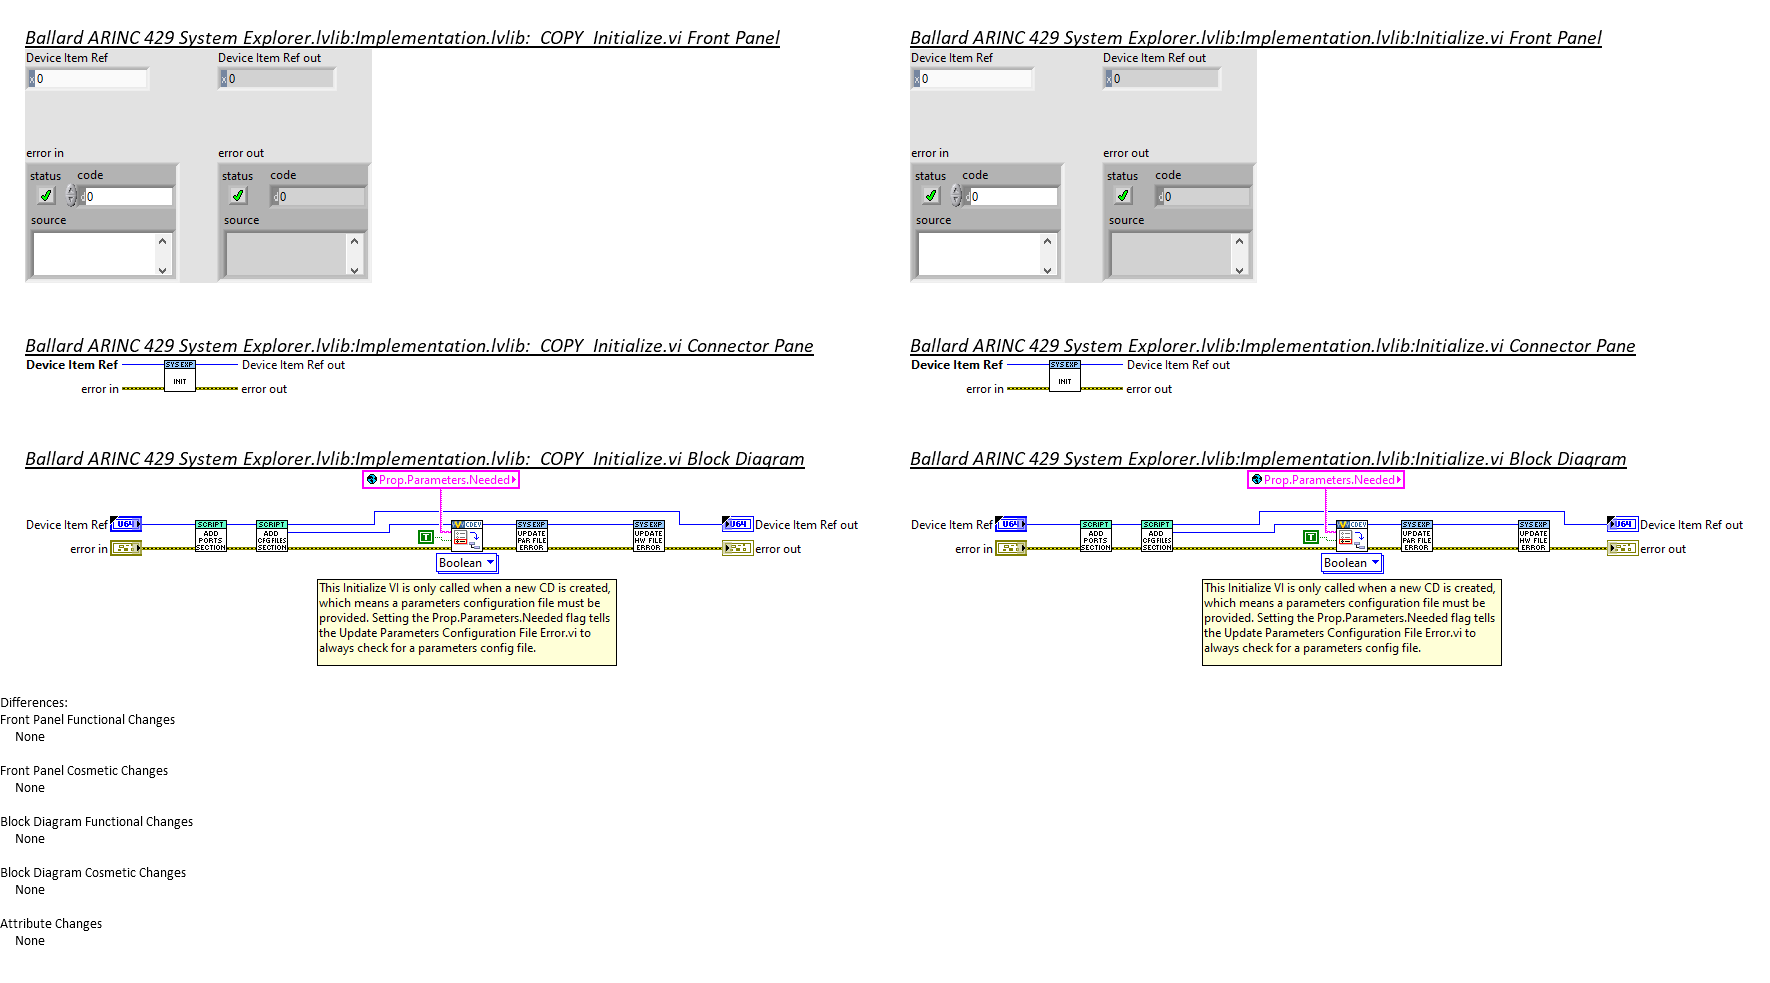 Ballard ARINC 429 System Explorer.lvlib:Implementation.lvlib:_COPY_Initialize.vi Front Panel
Device Item Ref
Device Item Ref out
x 0
x 0
error in
error out
status
code
status
code
d 0
d 0
source
source
Ballard ARINC 429 System Explorer.lvlib:Implementation.lvlib:Initialize.vi Front Panel
Device Item Ref
Device Item Ref out
x 0
x 0
error in
error out
status
code
status
code
d 0
d 0
source
source
Ballard ARINC 429 System Explorer.lvlib:Implementation.lvlib:_COPY_Initialize.vi Connector Pane
Device Item Ref
SYS EXP
INIT
Device Item Ref out
error in
error out
Ballard ARINC 429 System Explorer.lvlib:Implementation.lvlib:Initialize.vi Connector Pane
Device Item Ref
SYS EXP
INIT
Device Item Ref out
error in
error out
Ballard ARINC 429 System Explorer.lvlib:Implementation.lvlib:_COPY_Initialize.vi Block Diagram
Prop.Parameters.Needed
Device Item Ref
U64
SCRIPT
ADD
PORTS
SECTION
SCRIPT
ADD
CFG FILES
SECTION
T
CDEV
SYS EXP
UPDATE
PAR FILE
ERROR
SYS EXP
UPDATE
HW FILE
ERROR
U64
Device Item Ref out
error in
error out
Boolean
This Initialize VI is only called when a new CD is created,
which means a parameters configuration file must be
provided. Setting the Prop.Parameters.Needed flag tells
the Update Parameters Configuration File Error.vi to
always check for a parameters config file.
Ballard ARINC 429 System Explorer.lvlib:Implementation.lvlib:Initialize.vi Block Diagram
Prop.Parameters.Needed
Device Item Ref
U64
SCRIPT
ADD
PORTS
SECTION
SCRIPT
ADD
CFG FILES
SECTION
T
CDEV
SYS EXP
UPDATE
PAR FILE
ERROR
SYS EXP
UPDATE
HW FILE
ERROR
U64
Device Item Ref out
error in
error out
Boolean
This Initialize VI is only called when a new CD is created,
which means a parameters configuration file must be
provided. Setting the Prop.Parameters.Needed flag tells
the Update Parameters Configuration File Error.vi to
always check for a parameters config file.
Differences:
Front Panel Functional Changes
None
Front Panel Cosmetic Changes
None
Block Diagram Functional Changes
None
Block Diagram Cosmetic Changes
None
Attribute Changes
None